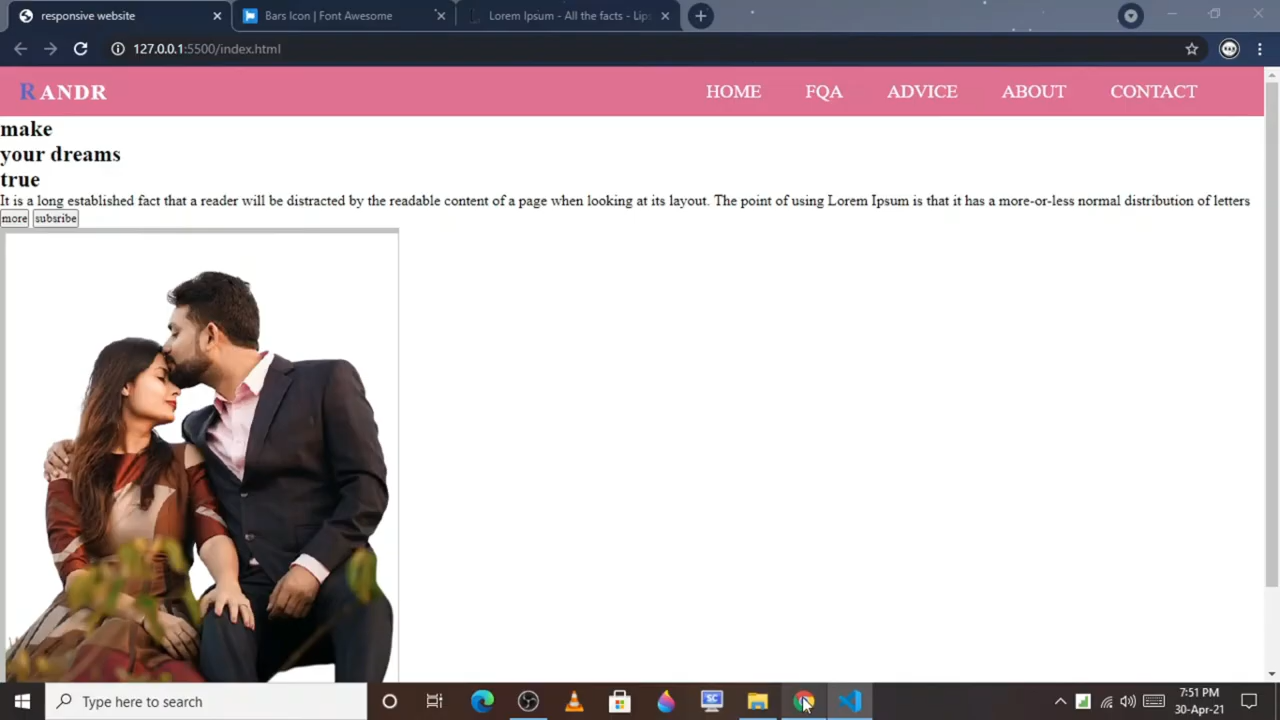 responsive website
Bars Icon | Font Awesome
Lorem Ipsum - All the facts - Lips
127.0.0.1:5500/index.html
R ANDR
HOME FQA ADVICE ABOUT CONTACT
make
your dreams
true
It is a long established fact that a reader will be distracted by the readable content of a page when looking at its layout. The point of using Lorem Ipsum is that it has a more-or-less normal distribution of letters
more subsribe
Type here to search
7:51 PM
30-Apr-21